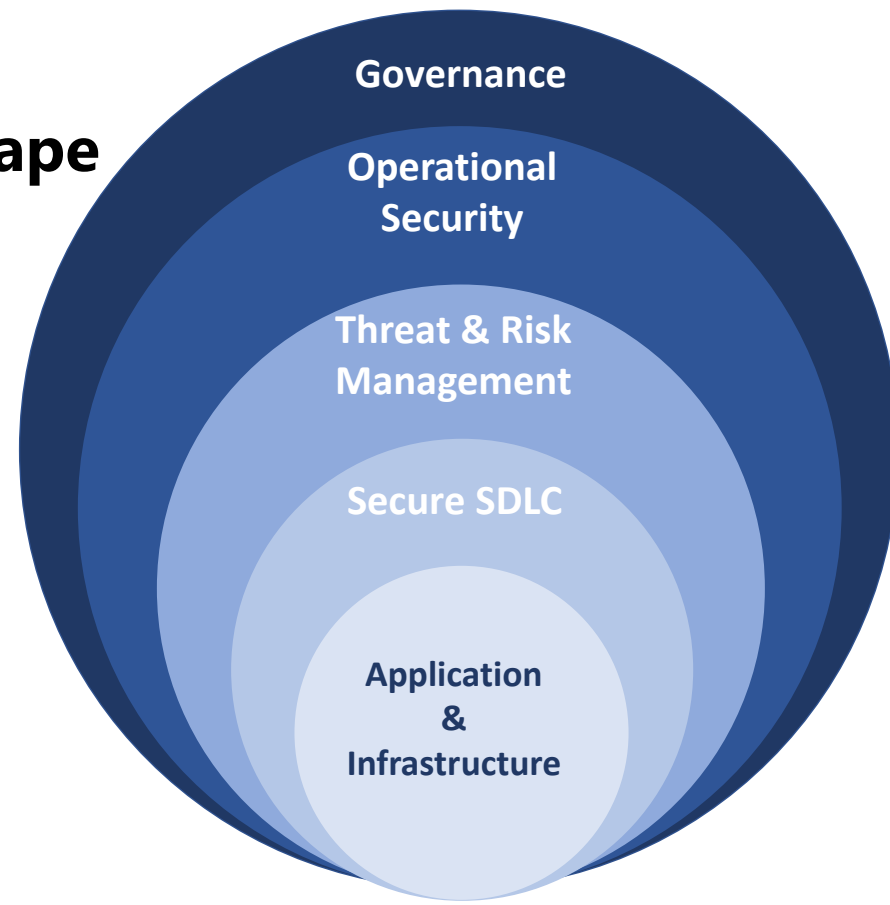 Governance
ape
Operational
Security
Threat & Risk
Management
Secure SDLC
Application
&
Infrastructure